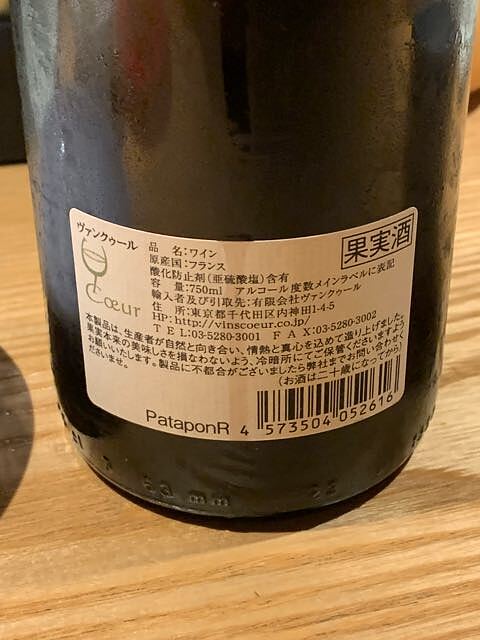 ヴァンクゥール
Cœur
果実酒
品 名:ワイン
原産国:フランス
酸化防止剤(亜硫酸塩)含有
容 量:750ml アルコール度数メインラベルに表記
輸入者及び引取先:有限会社ヴァンクゥール
住 所:東京都千代田区内神田1-4-5
HP:http://vinscoeur.co.jp/
TEL:03-5280-3001 FAX:03-5280-3002
本製品は、生産者が自然と向き合い、情熱と真心を込めて造り上げました。
果実本来の美味しさを損なわないよう、冷暗所にてご保管くださいますよう
お願いいたします。製品に不都合がございましたら弊社までお問い合わせく
ださいませ。
(お酒は二十歳になってから)
PataponR
4 573504 052616
63 mm